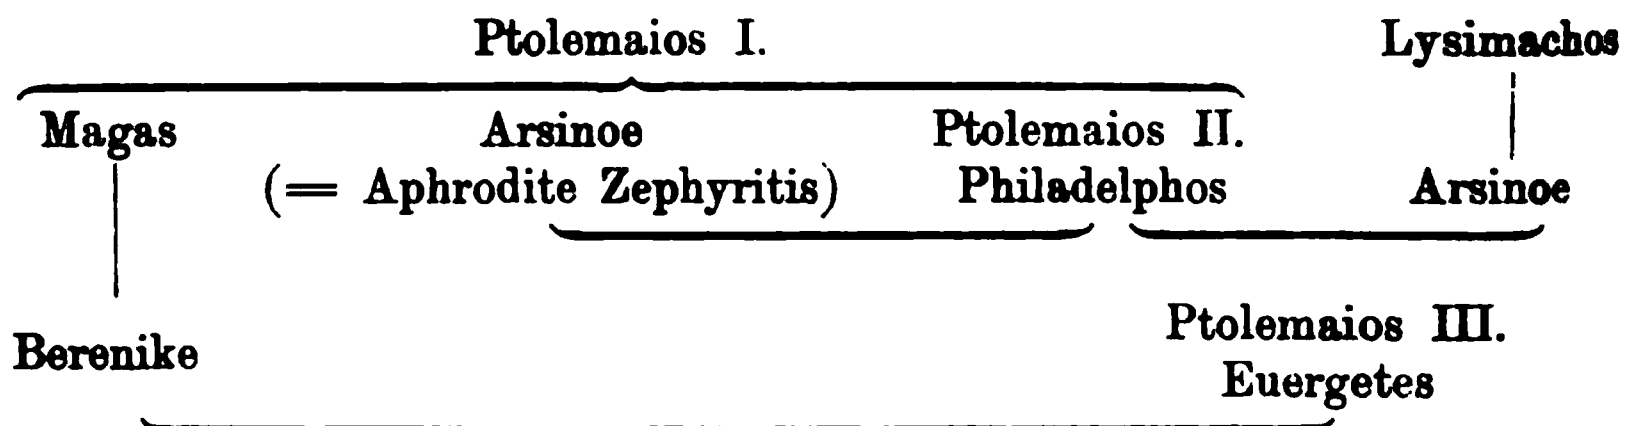 Ptolemaios I. Lysimachos
Magas Arsinoe Ptolemaios II.
(= Aphrodite Zephyritis) Philadelphos Arsinoe
Ptolemaios III.
Berenike
Euergetes